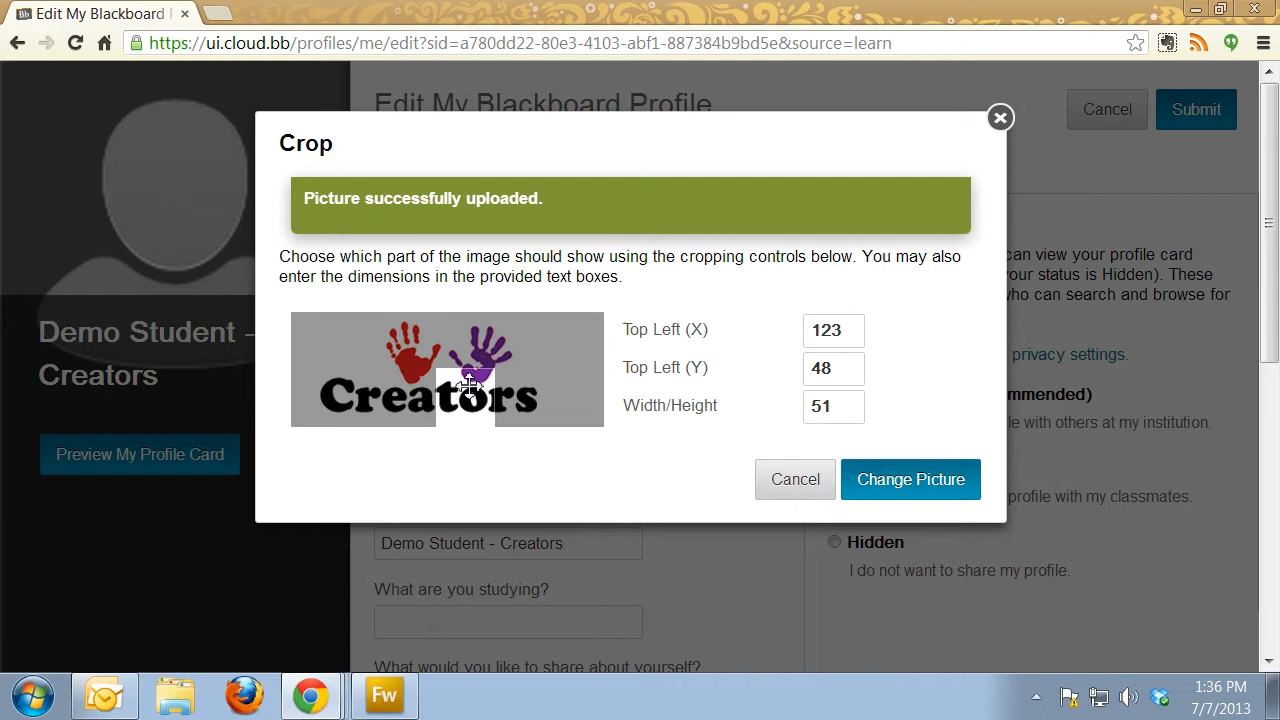 Edit My Blackboard
https://ui.cloud.bb/profiles/me/edit?sid=a780dd22-80c3-4103-abf1-887384b9bd5e&source=learn
Edit My Blackboard Profile
Cancel
Submit
Crop
Picture successfully uploaded.
Choose which part of the image should show using the cropping controls below. You may also
enter the dimensions in the provided text boxes.
Creators
Top Left (X)
123
Top Left (Y)
48
Width/Height
51
Cancel
Change Picture
Demo Student -
Creators
Preview My Profile Card
can view your profile card
your status is Hidden). These
who can search and browse for
privacy settings.
mmended)
le with others at my institution.
profile with my classmates.
Hidden
I do not want to share my profile.
Demo Student - Creators
What are you studying?
What would you like to share about yourself?
Fw
1:36 PM
7/7/2013